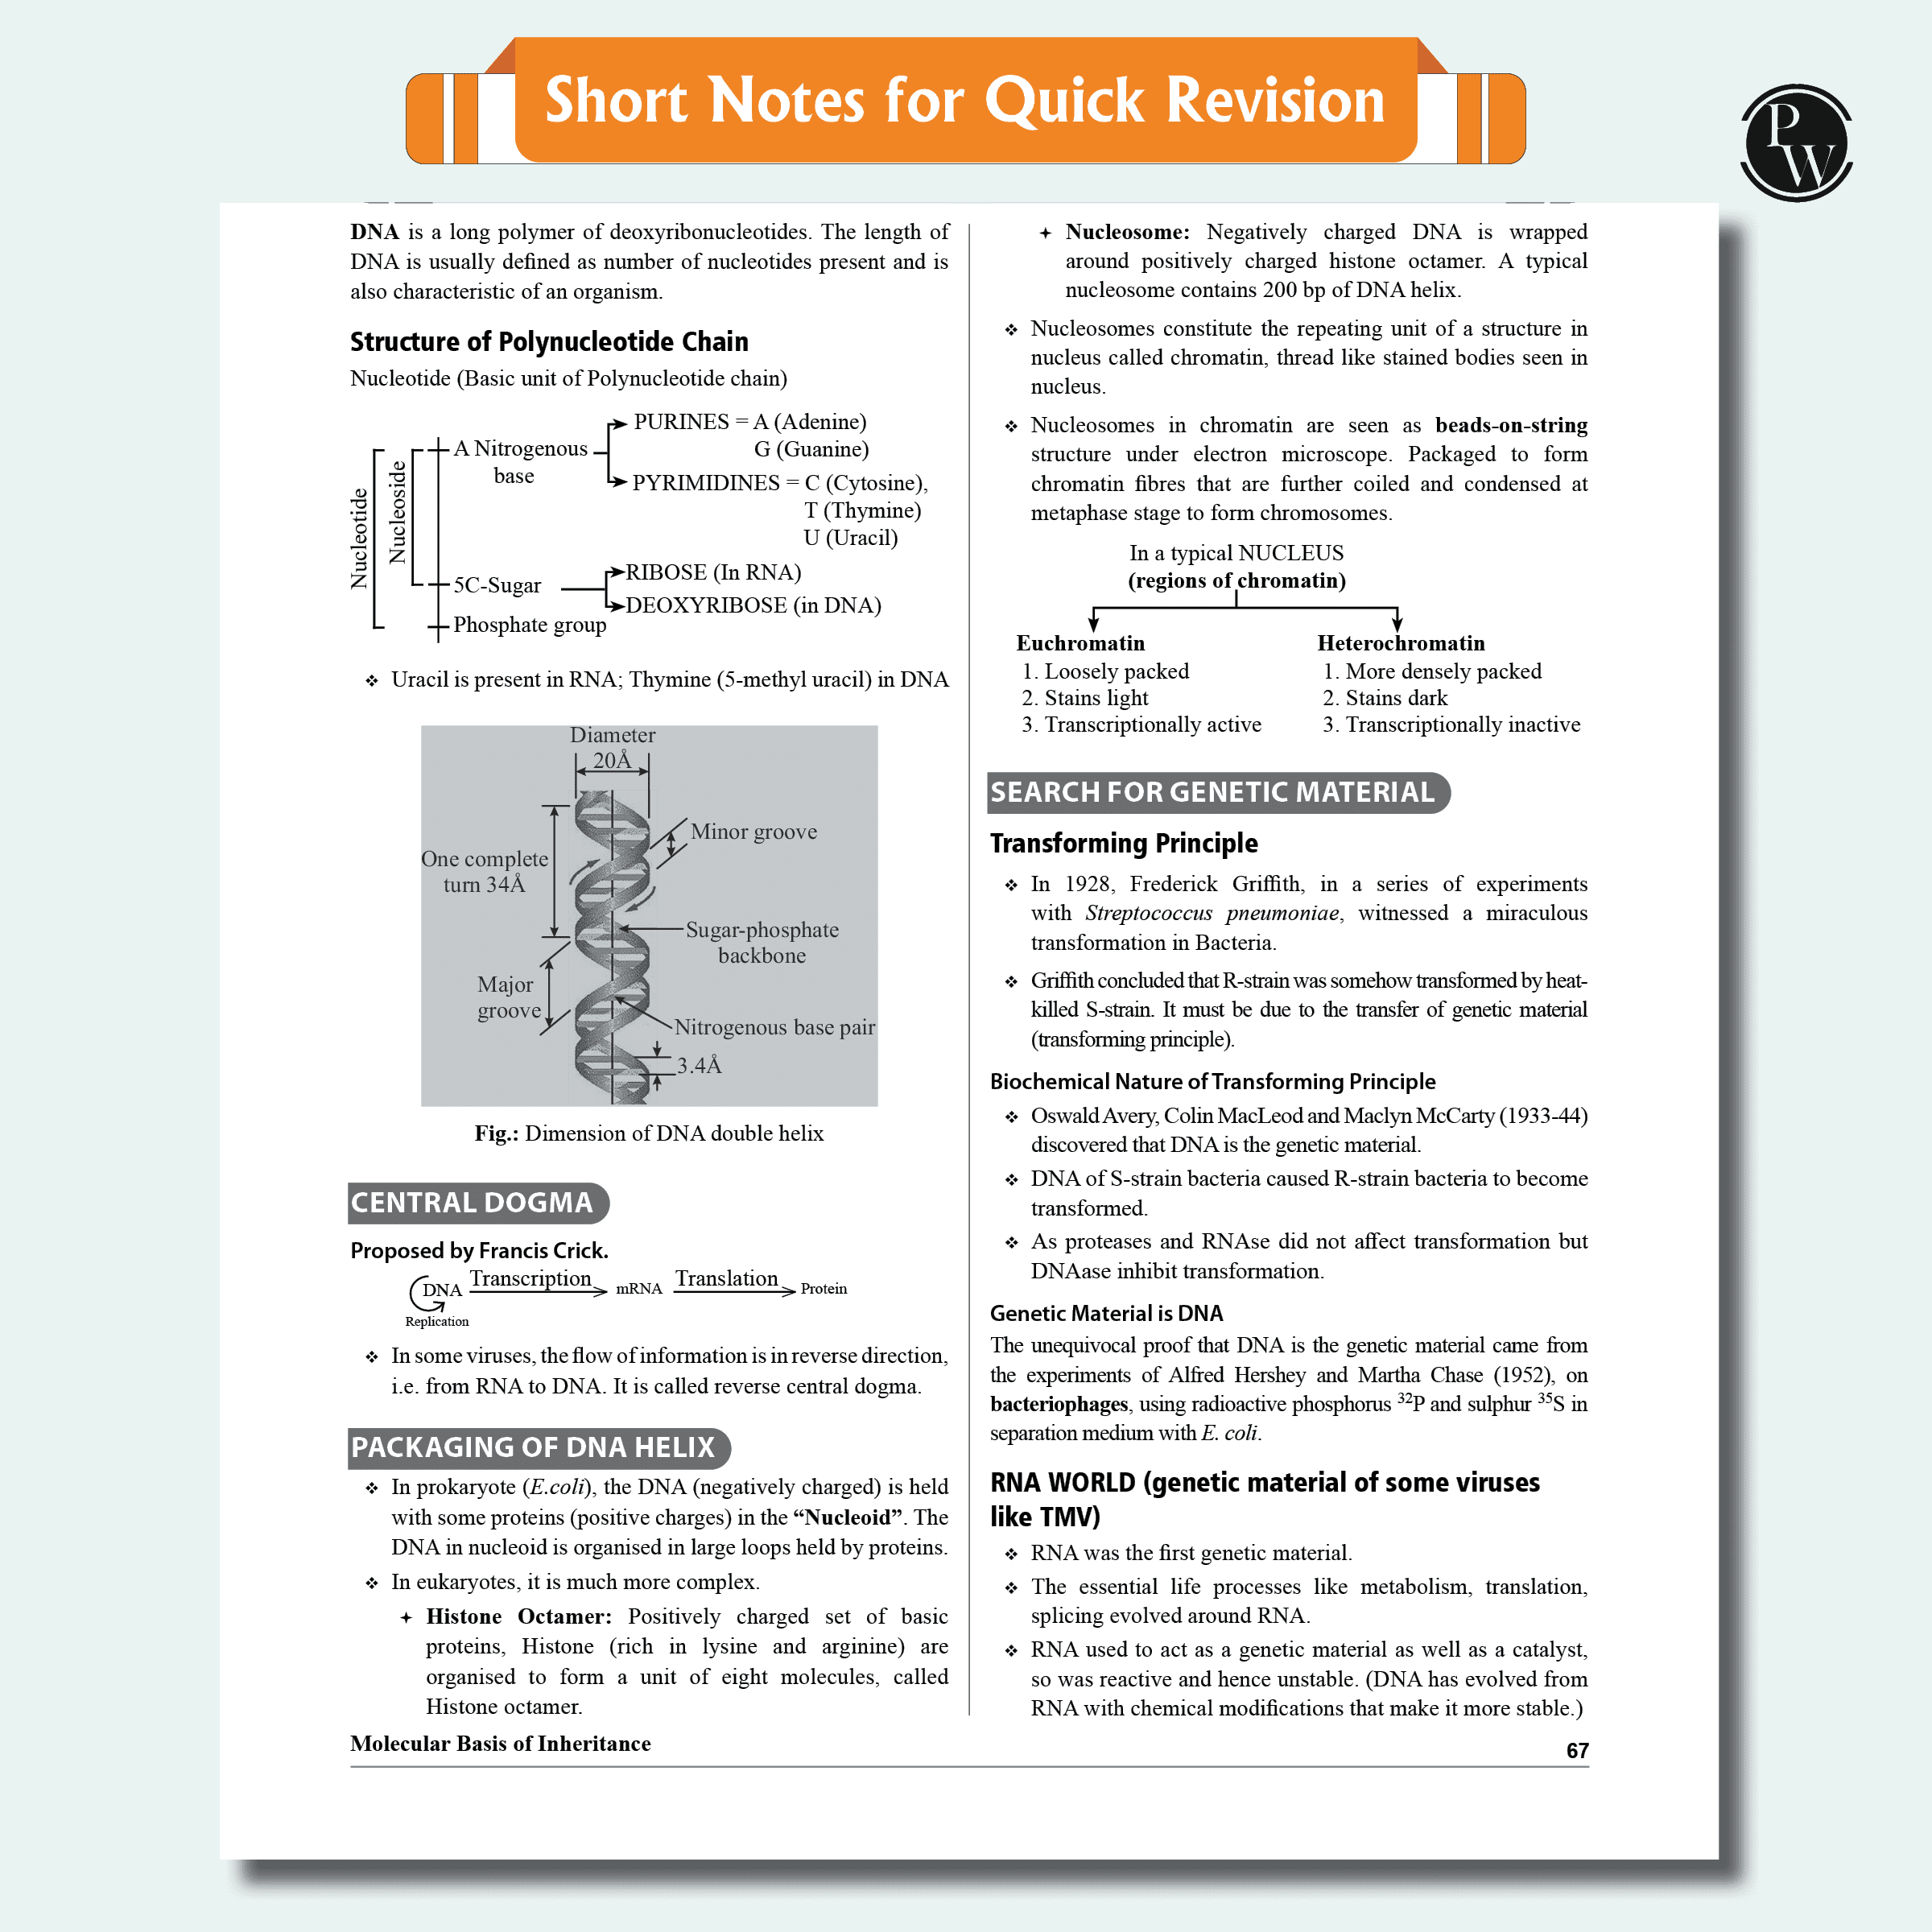 Short Notes for Quick Revision
PW
DNA is a long polymer of deoxyribonucleotides. The length of
DNA is usually defined as number of nucleotides present and is
also characteristic of an organism.
Structure of Polynucleotide Chain
Nucleotide (Basic unit of Polynucleotide chain)
Nucleotide
Nucleoside
A Nitrogenous
base
PURINES = A (Adenine)
G (Guanine)
PYRIMIDINES = C (Cytosine),
T (Thymine)
U (Uracil)
5C-Sugar
RIBOSE (In RNA)
DEOXYRIBOSE (in DNA)
Phosphate group
❖ Uracil is present in RNA; Thymine (5-methyl uracil) in DNA
Diameter
20Å
Minor groove
One complete
turn 34Å
Sugar-phosphate
backbone
Major
groove
Nitrogenous base pair
3.4Å
Fig.: Dimension of DNA double helix
CENTRAL DOGMA
Proposed by Francis Crick.
DNA Transcription mRNA Translation Protein
Replication
❖ In some viruses, the flow of information is in reverse direction,
i.e. from RNA to DNA. It is called reverse central dogma.
PACKAGING OF DNA HELIX
❖ In prokaryote (E.coli), the DNA (negatively charged) is held
with some proteins (positive charges) in the “Nucleoid”. The
DNA in nucleoid is organised in large loops held by proteins.
❖ In eukaryotes, it is much more complex.
✦ Histone Octamer: Positively charged set of basic
proteins, Histone (rich in lysine and arginine) are
organised to form a unit of eight molecules, called
Histone octamer.
✦ Nucleosome: Negatively charged DNA is wrapped
around positively charged histone octamer. A typical
nucleosome contains 200 bp of DNA helix.
❖ Nucleosomes constitute the repeating unit of a structure in
nucleus called chromatin, thread like stained bodies seen in
nucleus.
❖ Nucleosomes in chromatin are seen as beads-on-string
structure under electron microscope. Packaged to form
chromatin fibres that are further coiled and condensed at
metaphase stage to form chromosomes.
In a typical NUCLEUS
(regions of chromatin)
Euchromatin
1. Loosely packed
2. Stains light
3. Transcriptionally active
Heterochromatin
1. More densely packed
2. Stains dark
3. Transcriptionally inactive
SEARCH FOR GENETIC MATERIAL
Transforming Principle
❖ In 1928, Frederick Griffith, in a series of experiments
with Streptococcus pneumoniae, witnessed a miraculous
transformation in Bacteria.
❖ Griffith concluded that R-strain was somehow transformed by heat-
killed S-strain. It must be due to the transfer of genetic material
(transforming principle).
Biochemical Nature of Transforming Principle
❖ Oswald Avery, Colin MacLeod and Maclyn McCarty (1933-44)
discovered that DNA is the genetic material.
❖ DNA of S-strain bacteria caused R-strain bacteria to become
transformed.
❖ As proteases and RNAse did not affect transformation but
DNAase inhibit transformation.
Genetic Material is DNA
The unequivocal proof that DNA is the genetic material came from
the experiments of Alfred Hershey and Martha Chase (1952), on
bacteriophages, using radioactive phosphorus ³²P and sulphur ³⁵S in
separation medium with E. coli.
RNA WORLD (genetic material of some viruses
like TMV)
❖ RNA was the first genetic material.
❖ The essential life processes like metabolism, translation,
splicing evolved around RNA.
❖ RNA used to act as a genetic material as well as a catalyst,
so was reactive and hence unstable. (DNA has evolved from
RNA with chemical modifications that make it more stable.)
Molecular Basis of Inheritance
67